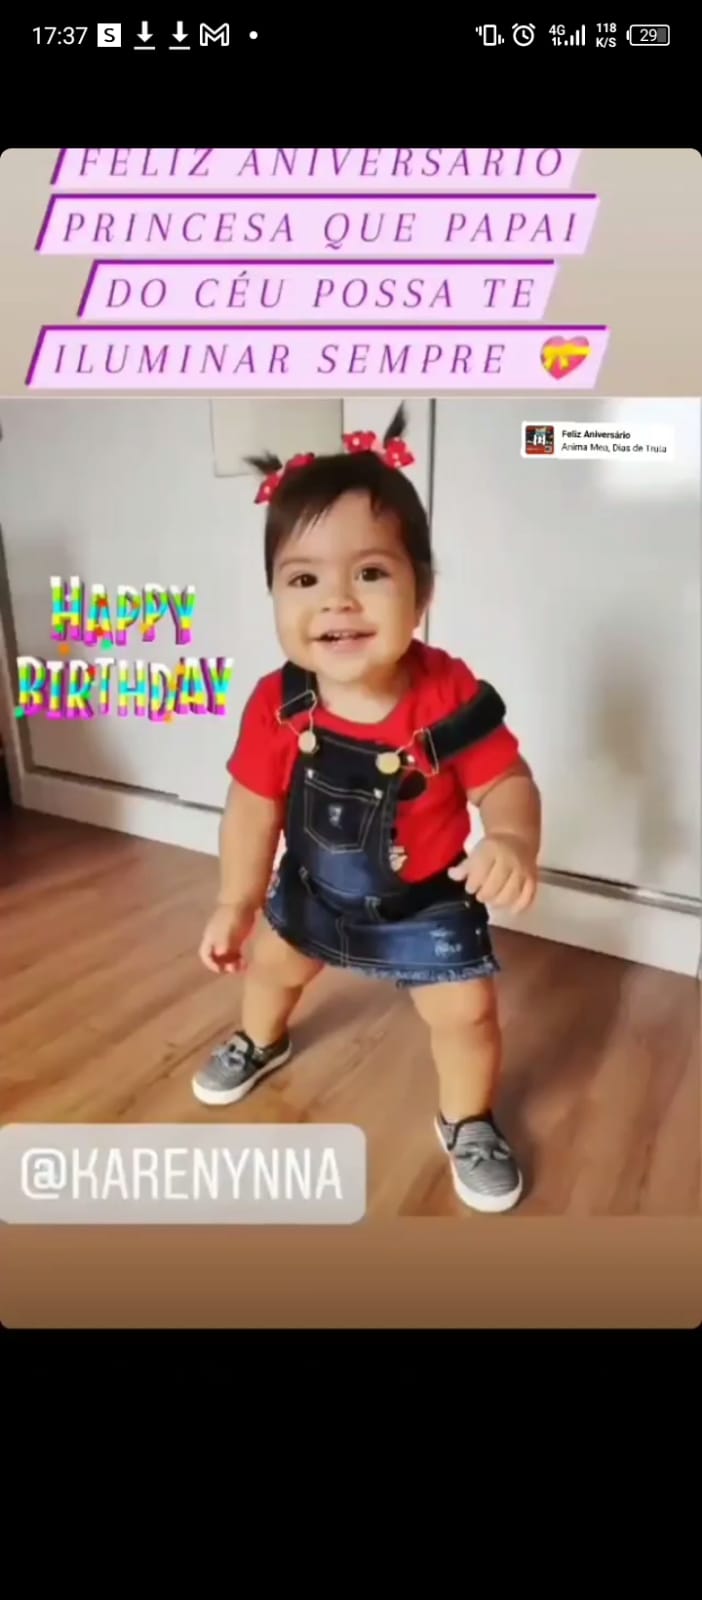 17:37 S
4G 118 K/S 29
FELIZ ANIVERSÁRIO
PRINCESA QUE PAPAI
DO CÉU POSSA TE
ILUMINAR SEMPRE
Feliz Aniversário
Anima Mea, Dias de Truta
HAPPY
BIRTHDAY
@KARENYNNA